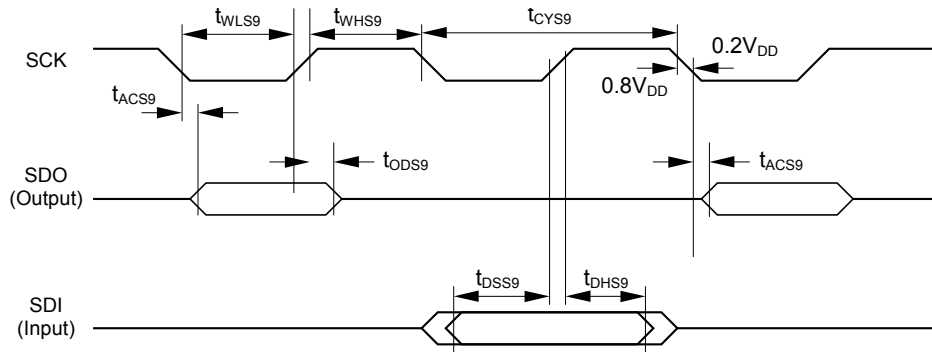 tWLS9
tWHS9
tCYS9
SCK
0.2VDD
0.8VDD
tACS9
tODS9
tACS9
SDO
(Output)
tDSS9
tDHS9
SDI
(Input)